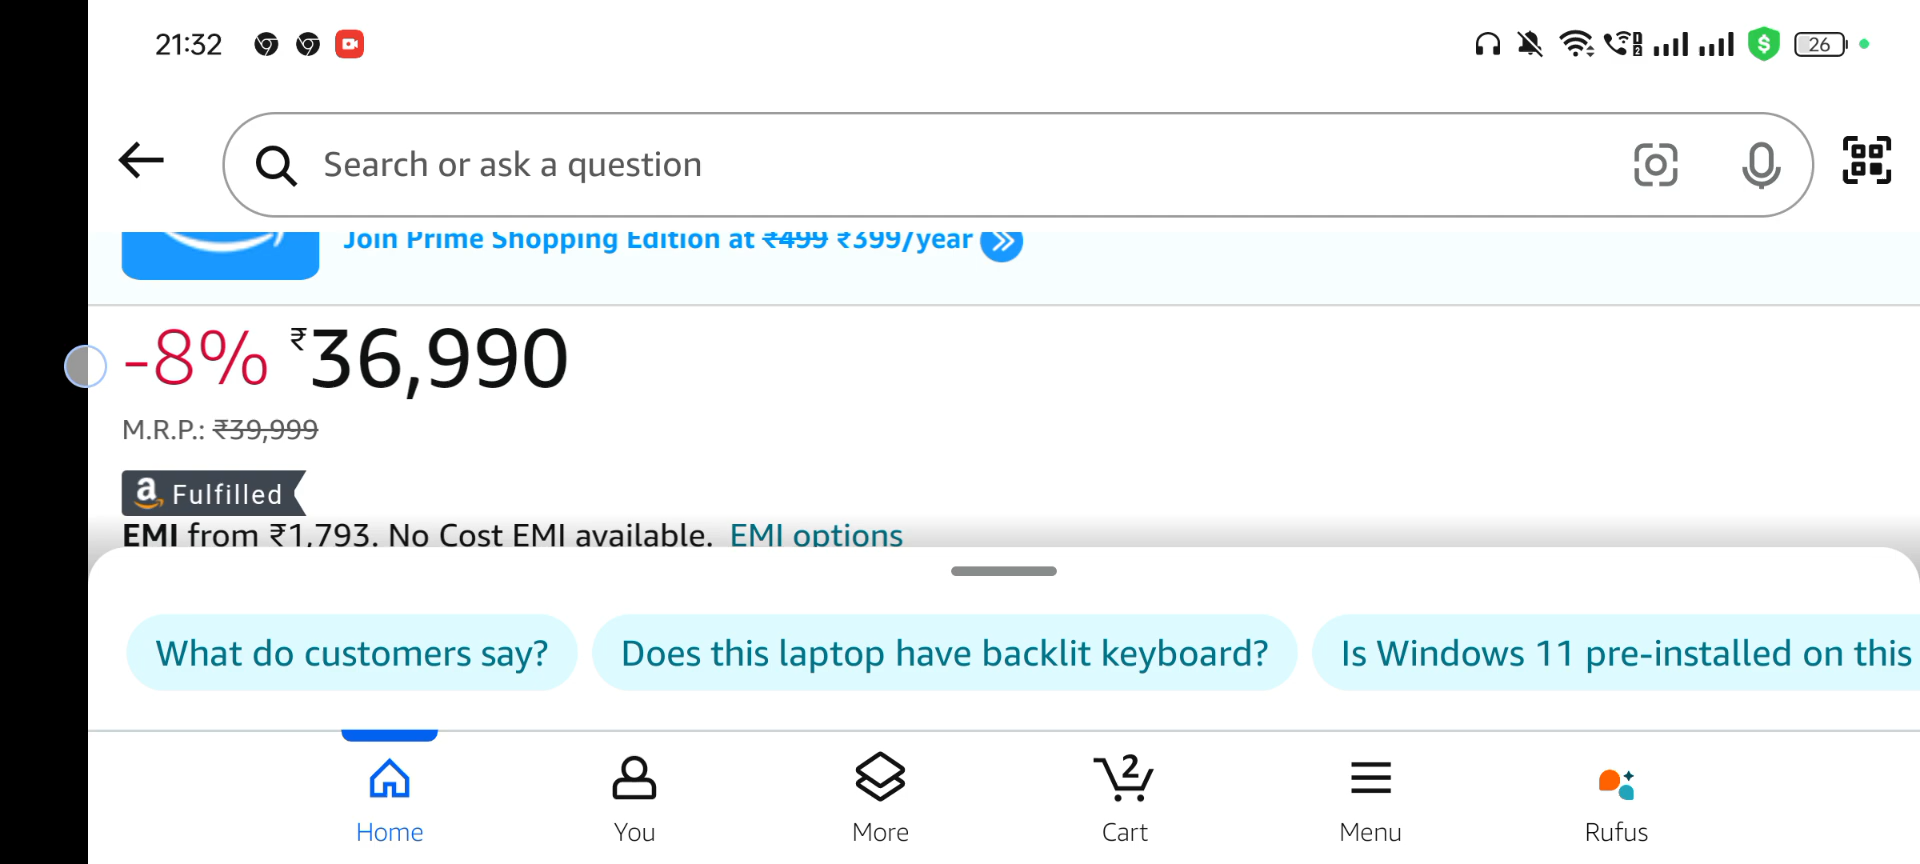 21:32
26
Search or ask a question
Join Prime Shopping Edition at ₹499 ₹399/year
-8% ₹36,990
M.R.P.: ₹39,999
a Fulfilled
EMI from ₹1,793. No Cost EMI available. EMI options
What do customers say?
Does this laptop have backlit keyboard?
Is Windows 11 pre-installed on this
2
Home
You
More
Cart
Menu
Rufus